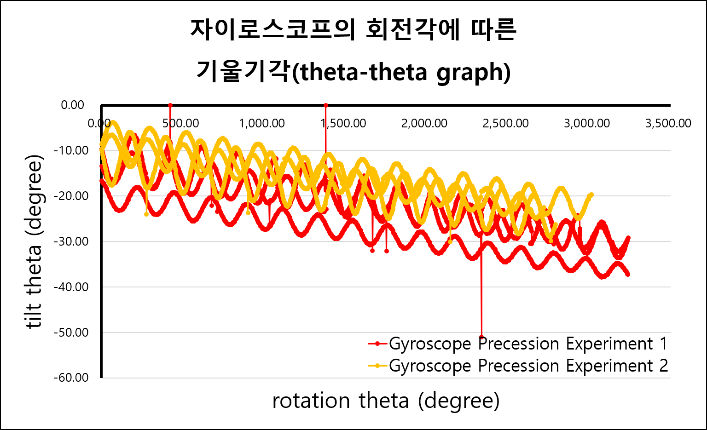 자이로스코프의 회전각에 따른
기울기각(theta-theta graph)
0.00
0.00 500.00 1,000.00 1,500.00 2,000.00 2,500.00 3,000.00 3,500.00
-10.00
-20.00
-30.00
-40.00
-50.00
-60.00
tilt theta (degree)
Gyroscope Precession Experiment 1
Gyroscope Precession Experiment 2
rotation theta (degree)